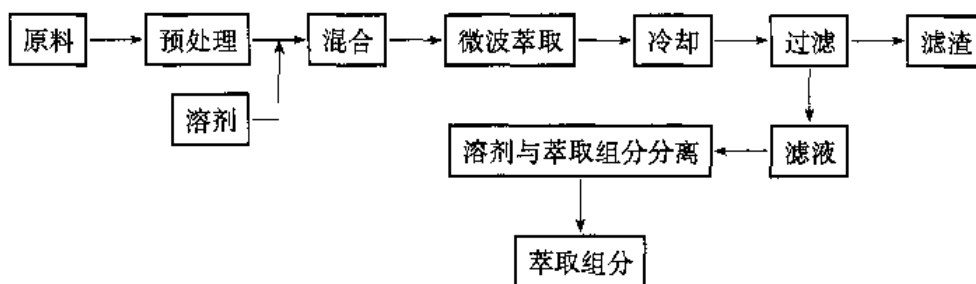 原料
预处理
混合
微波萃取
冷却
过滤
滤渣
溶剂
溶剂与萃取组分分离
滤液
萃取组分